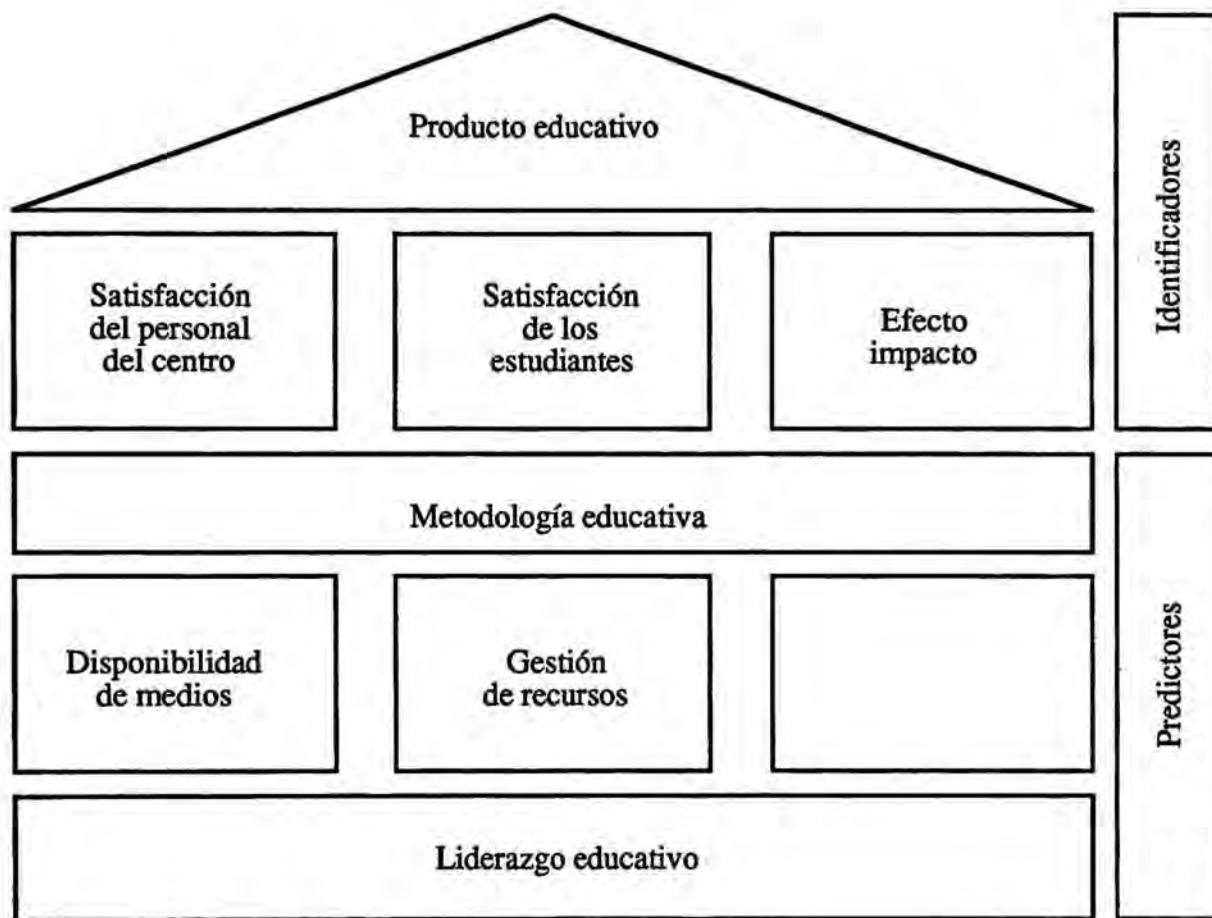 Producto educativo
Satisfacción
del personal
del centro
Satisfacción
de los
estudiantes
Efecto
impacto
Identificadores
Metodología educativa
Disponibilidad
de medios
Gestión
de recursos
Predictores
Liderazgo educativo